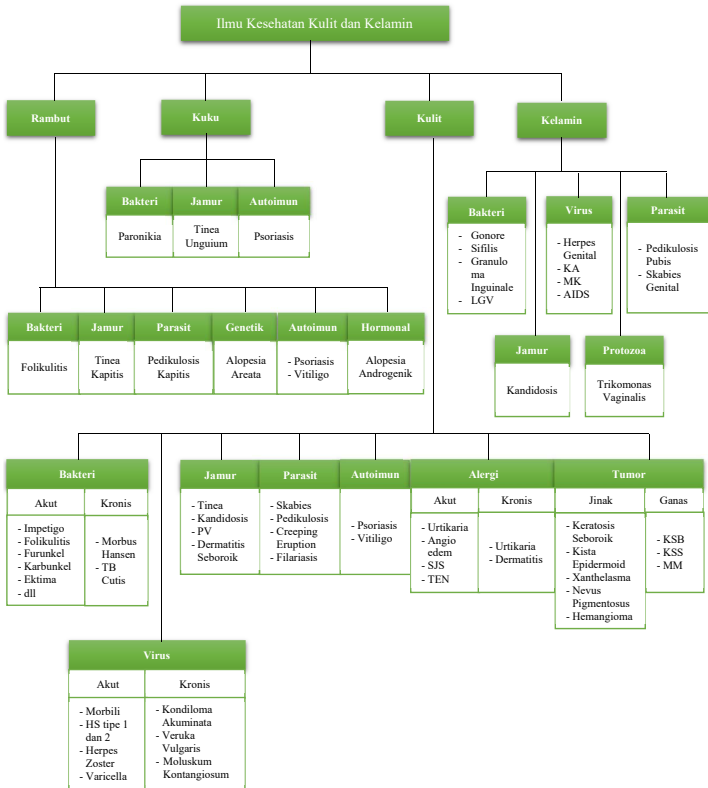 Ilmu Kesehatan Kulit dan Kelamin
Rambut
Kuku
Kulit
Kelamin
Bakteri
Paronikia
Jamur
Tinea
Unguium
Autoimun
Psoriasis
Bakteri
- Gonore
- Sifilis
- Granulo
ma
Inguinale
- LGV
Virus
- Herpes
Genital
- KA
- MK
- AIDS
Parasit
- Pedikulosis
Pubis
- Skabies
Genital
Bakteri
Folikulitis
Jamur
Tinea
Kapitis
Parasit
Pedikulosis
Kapitis
Genetik
Alopesia
Areata
Autoimun
- Psoriasis
- Vitiligo
Hormonal
Alopesia
Androgenik
Jamur
Kandidosis
Protozoa
Trikomonas
Vaginalis
Bakteri
Akut
- Impetigo
- Folikulitis
- Furunkel
- Karbunkel
- Ektima
- dll
Kronis
- Morbus
Hansen
- TB
Cutis
Jamur
- Tinea
- Kandidosis
- PV
- Dermatitis
Seboroik
Parasit
- Skabies
- Pedikulosis
- Creeping
Eruption
- Filariasis
Autoimun
- Psoriasis
- Vitiligo
Alergi
Akut
- Urtikaria
- Angio
edem
- SJS
- TEN
Kronis
- Urtikaria
- Dermatitis
Tumor
Jinak
- Keratosis
Seboroik
- Kista
Epidermoid
- Xanthelasma
- Nevus
Pigmentosus
- Hemangioma
Ganas
- KSB
- KSS
- MM
Virus
Akut
- Morbili
- HS tipe 1
dan 2
- Herpes
Zoster
- Varicella
Kronis
- Kondiloma
Akuminata
- Veruka
Vulgaris
- Moluskum
Kontangiosum